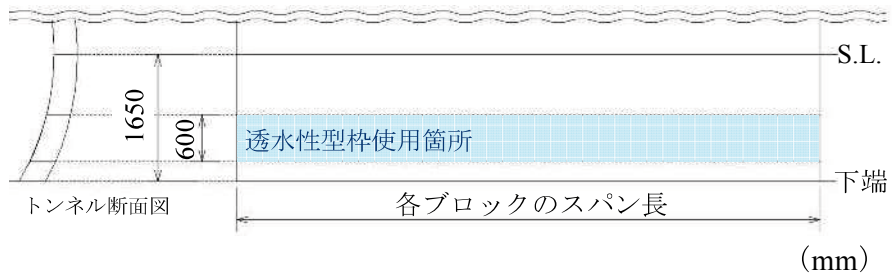 S.L.
1650
600
透水性型枠使用箇所
下端
トンネル断面図
各ブロックのスパン長
（mm）